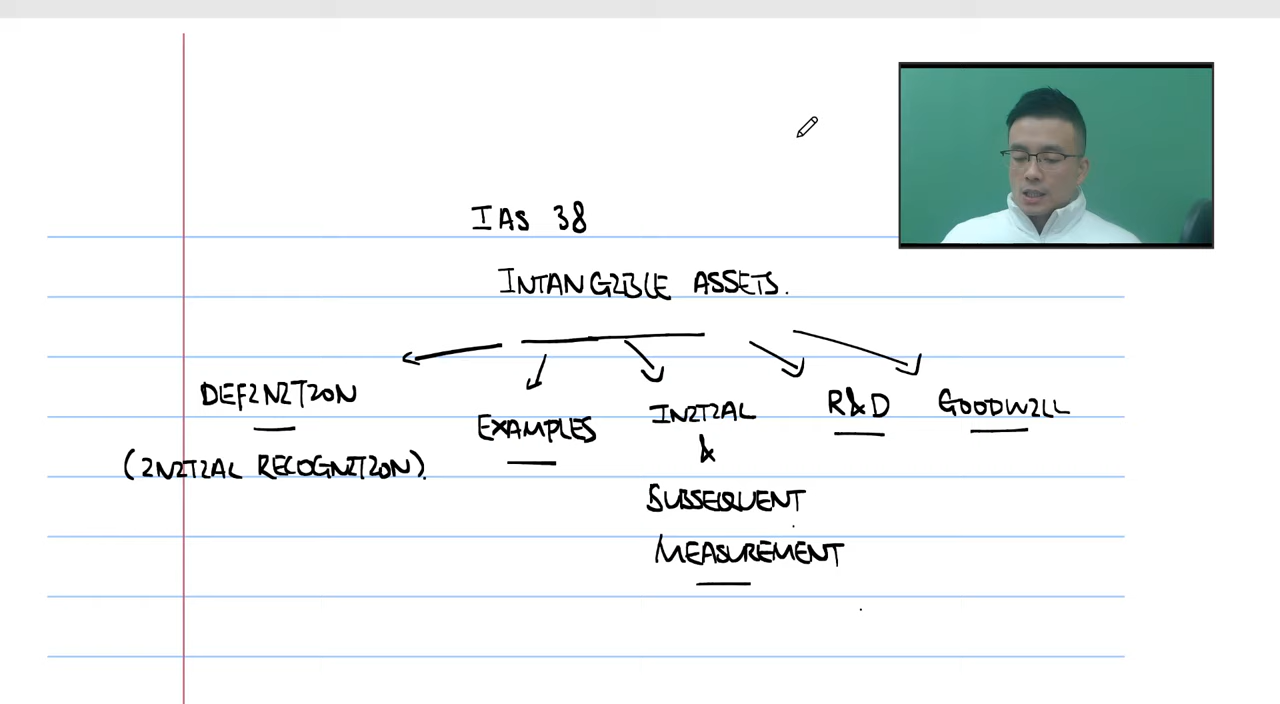 IAS 38
INTANGIBLE ASSETS.
DEFINITION
(INITIAL RECOGNITION).
EXAMPLES
INITIAL
&
SUBSEQUENT
MEASUREMENT
R&D
GOODWILL